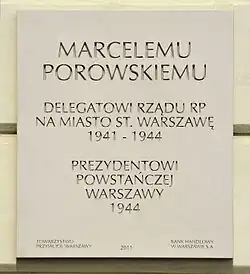 MARCELEMU
POROWSKIEMU
DELEGATOWI RZĄDU RP
NA MIASTO ST. WARSZAWĘ
1941 - 1944
PREZYDENTOWI
POWSTAŃCZEJ
WARSZAWY
1944
TOWARZYSTWO
PRZYJACIÓŁ WARSZAWY
2011
BANK HANDLOWY
W WARSZAWIE S.A.